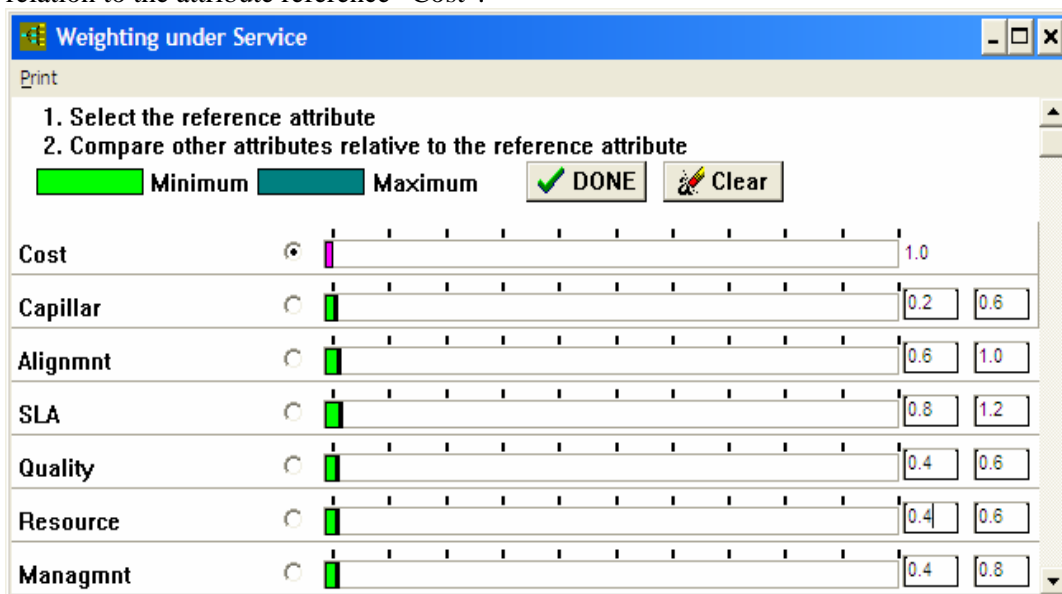 relation to the attribute reference "Cost".
Weighting under Service
Print
1. Select the reference attribute
2. Compare other attributes relative to the reference attribute
Minimum Maximum DONE Clear
Cost 1.0
Capillar 0.2 0.6
Alignmnt 0.6 1.0
SLA 0.8 1.2
Quality 0.4 0.6
Resource 0.4 0.6
Managmnt 0.4 0.8